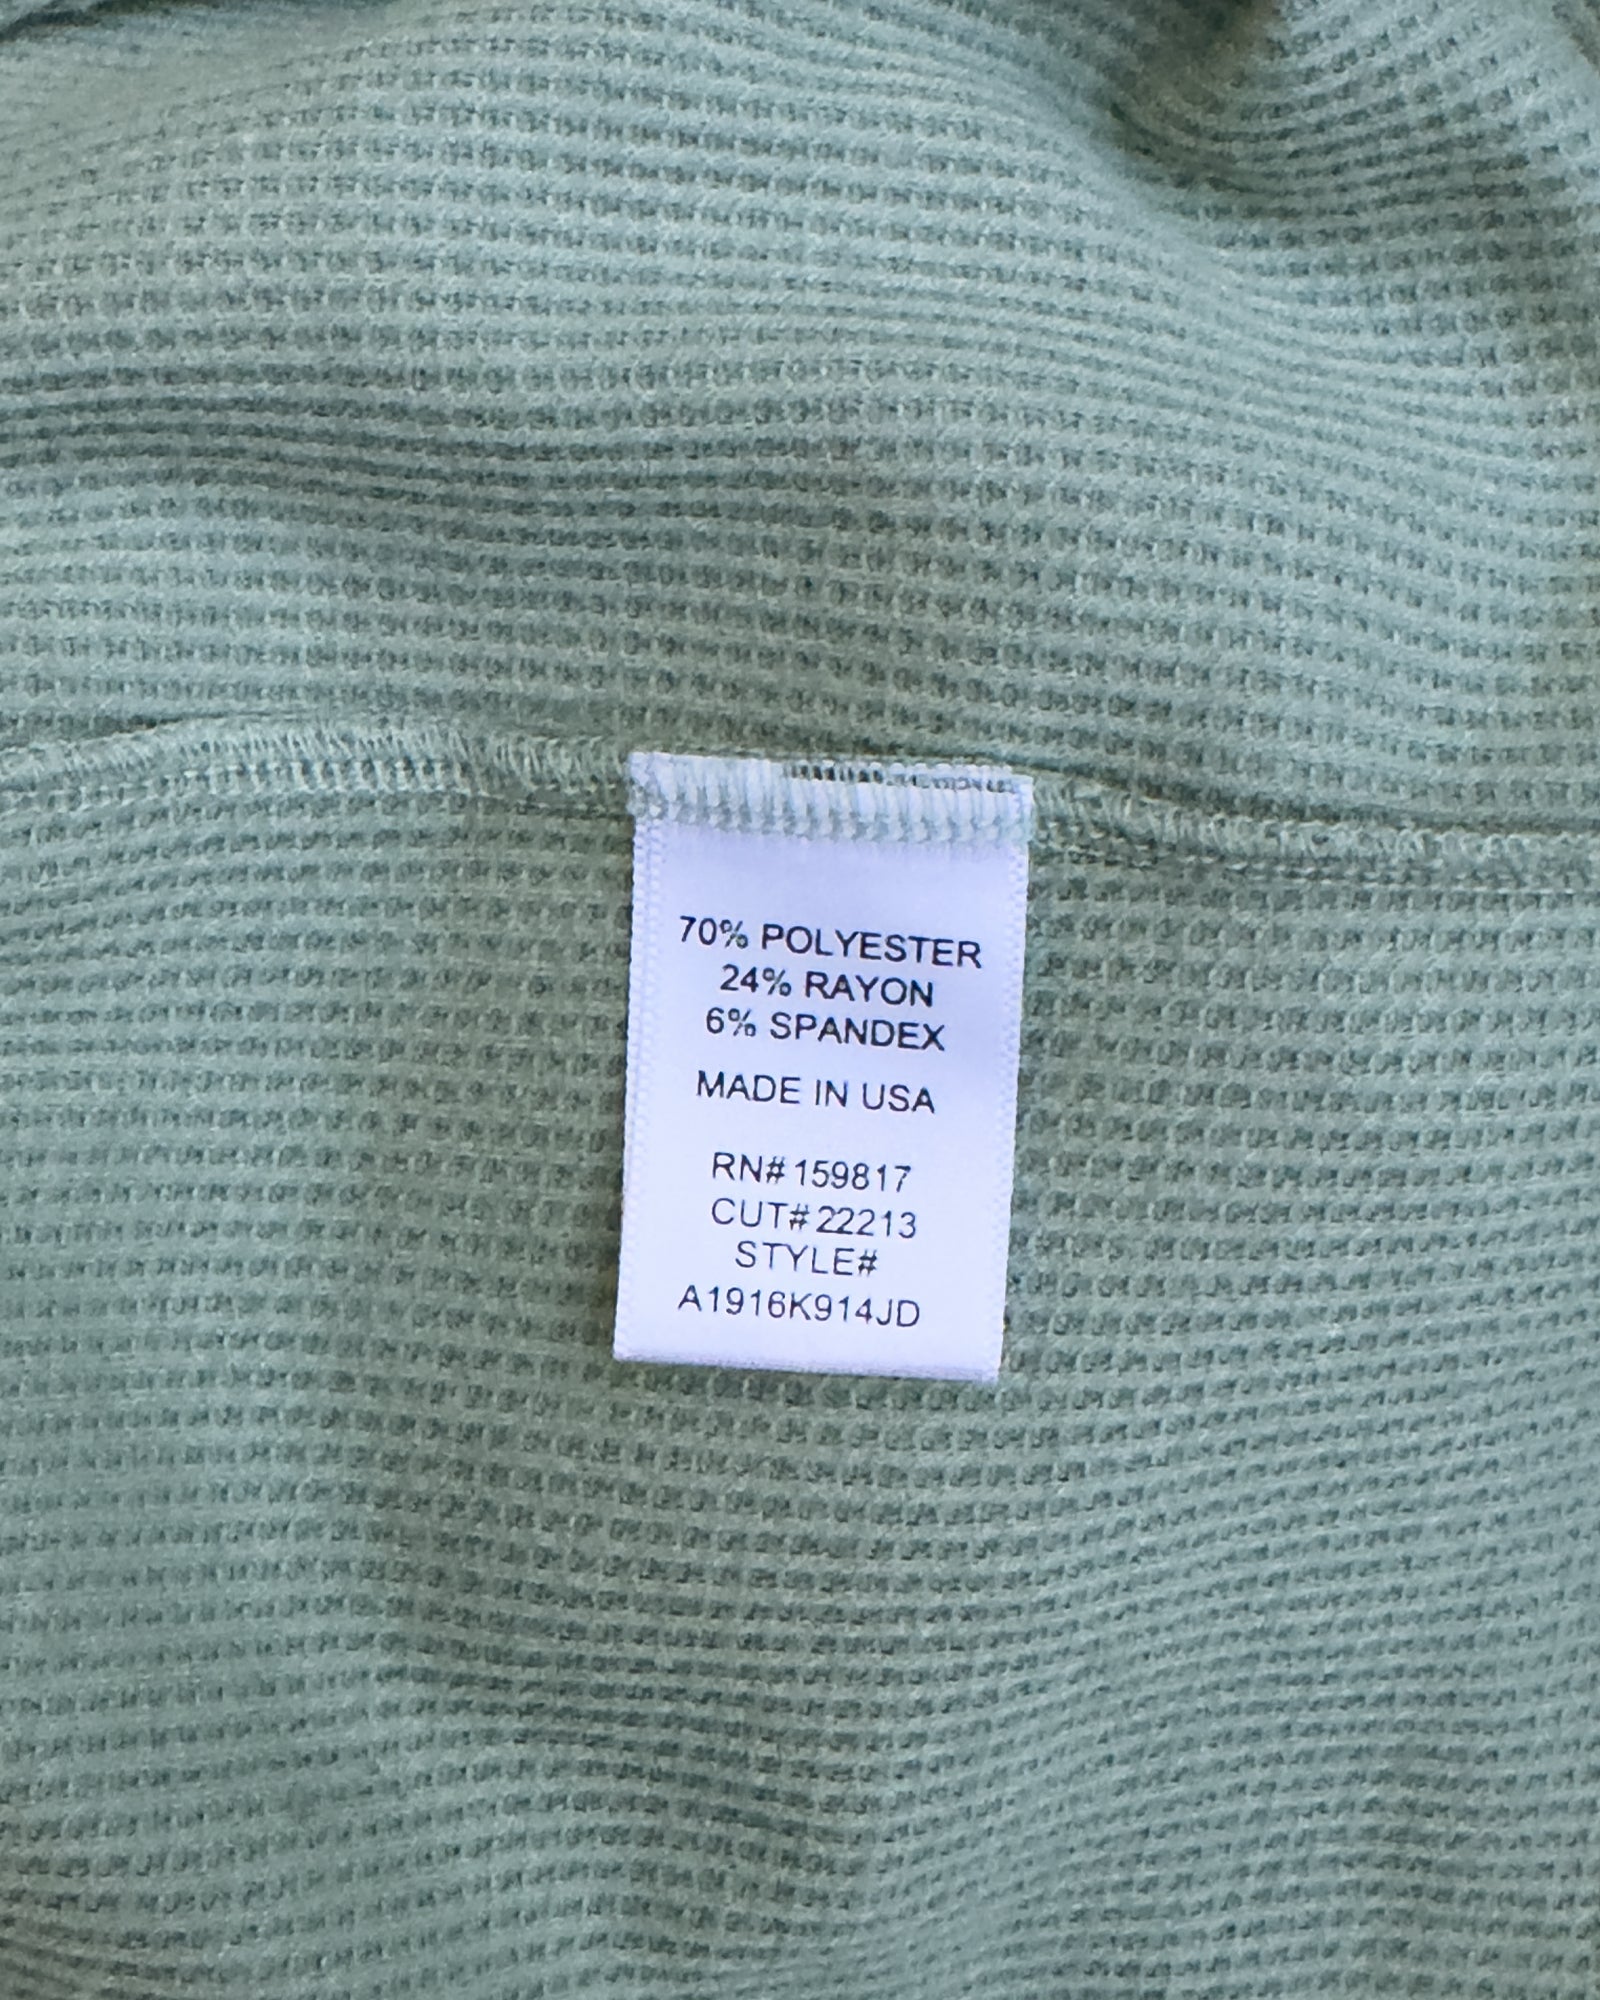 70% POLYESTER
24% RAYON
6% SPANDEX
MADE IN USA
RN# 159817
CUT# 22213
STYLE#
A1916K914JD